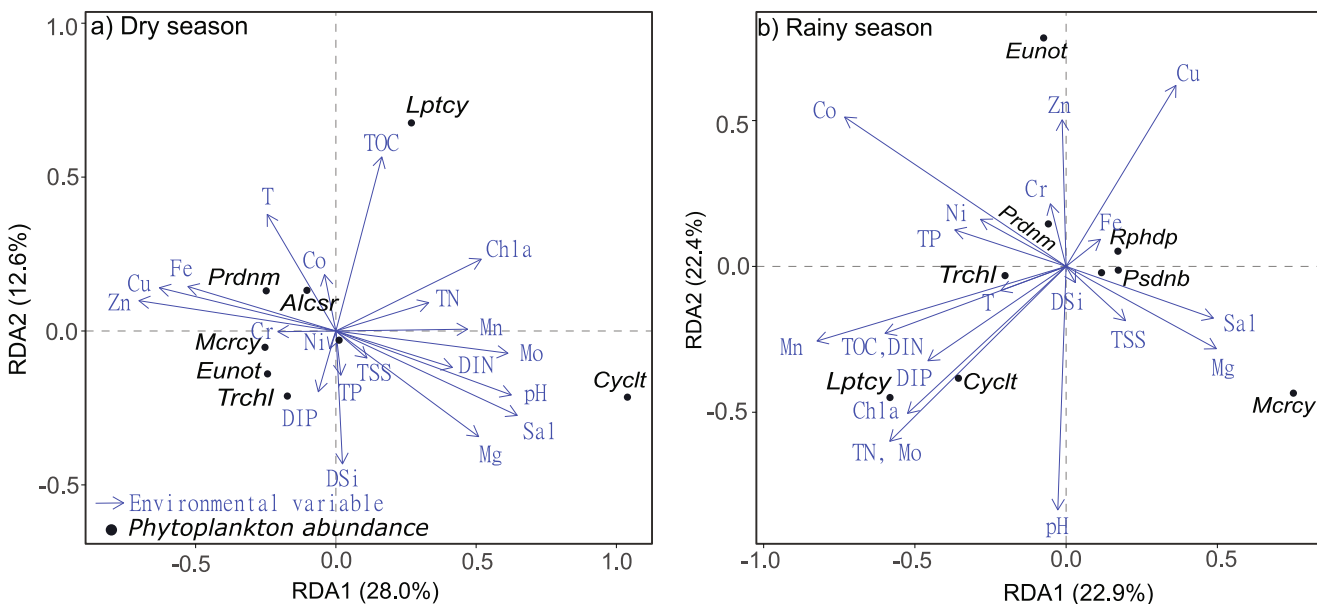 a) Dry season
1.0
0.5
0.0
-0.5
RDA2 (12.6%)
Lptcy
TOC
T
Co
Chla
Fe
Cu
Zn
Prdnm
Alcsr
TN
Cr
Ni
Mn
Mo
Mcrcy
Eunot
Trchl
DIP
TP
TSS
DIN
pH
Cyclt
Sal
Mg
DSi
Environmental variable
Phytoplankton abundance
-0.5
0.0
0.5
1.0
RDA1 (28.0%)
b) Rainy season
0.5
0.0
-0.5
RDA2 (22.4%)
Eunot
Cu
Zn
Co
Cr
Ni
Prdnm
Fe
TP
Rphdp
Trchl
Psdnb
T
DSi
Mn
TOC,DIN
TSS
Sal
Mg
DIP
Lptcy
Cyclt
Chla
Mcrcy
TN, Mo
pH
-1.0
-0.5
0.0
0.5
RDA1 (22.9%)